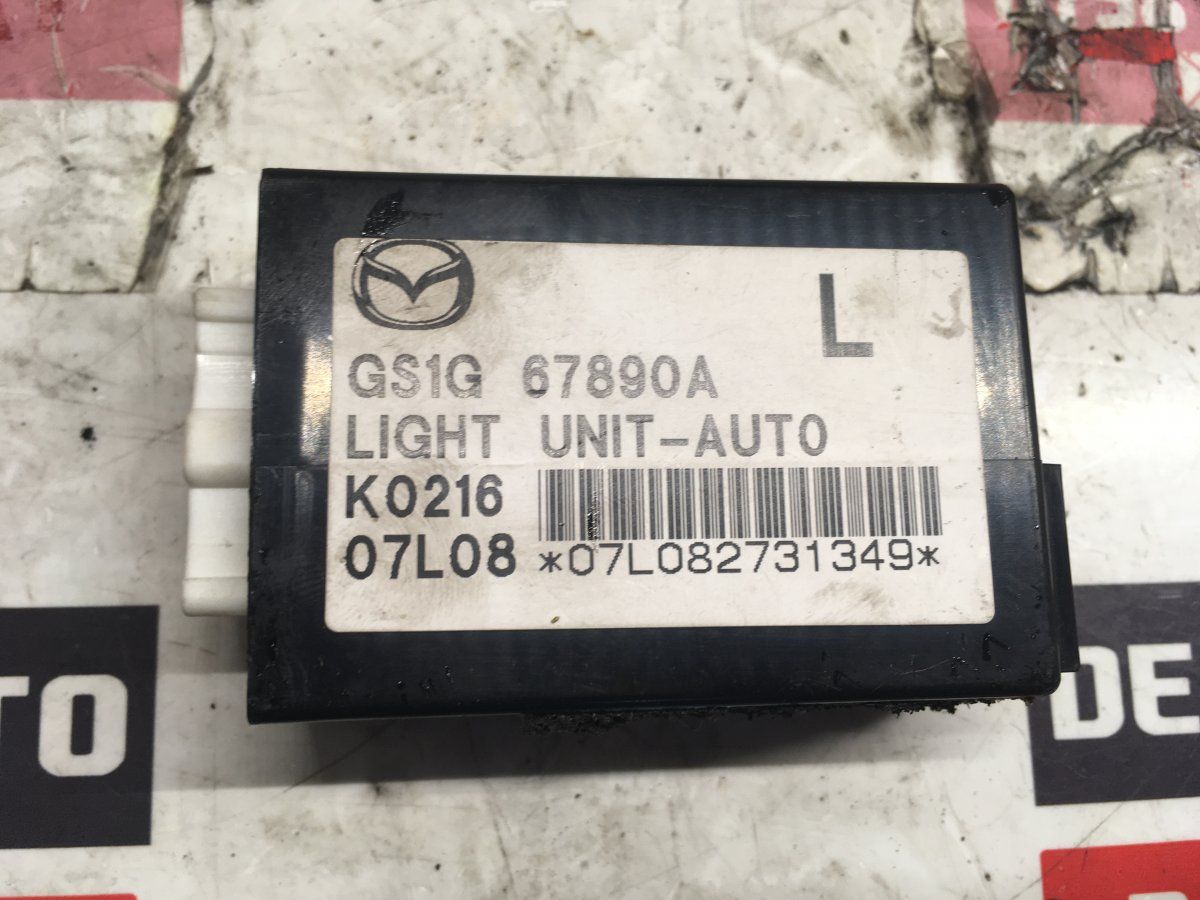 L
GS1G 67890A
LIGHT UNIT-AUTO
K0216
07L08 *07L082731349*
TO
DE